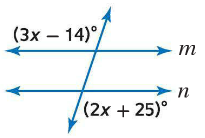 (3x – 14)°
m
n
(2x + 25)°